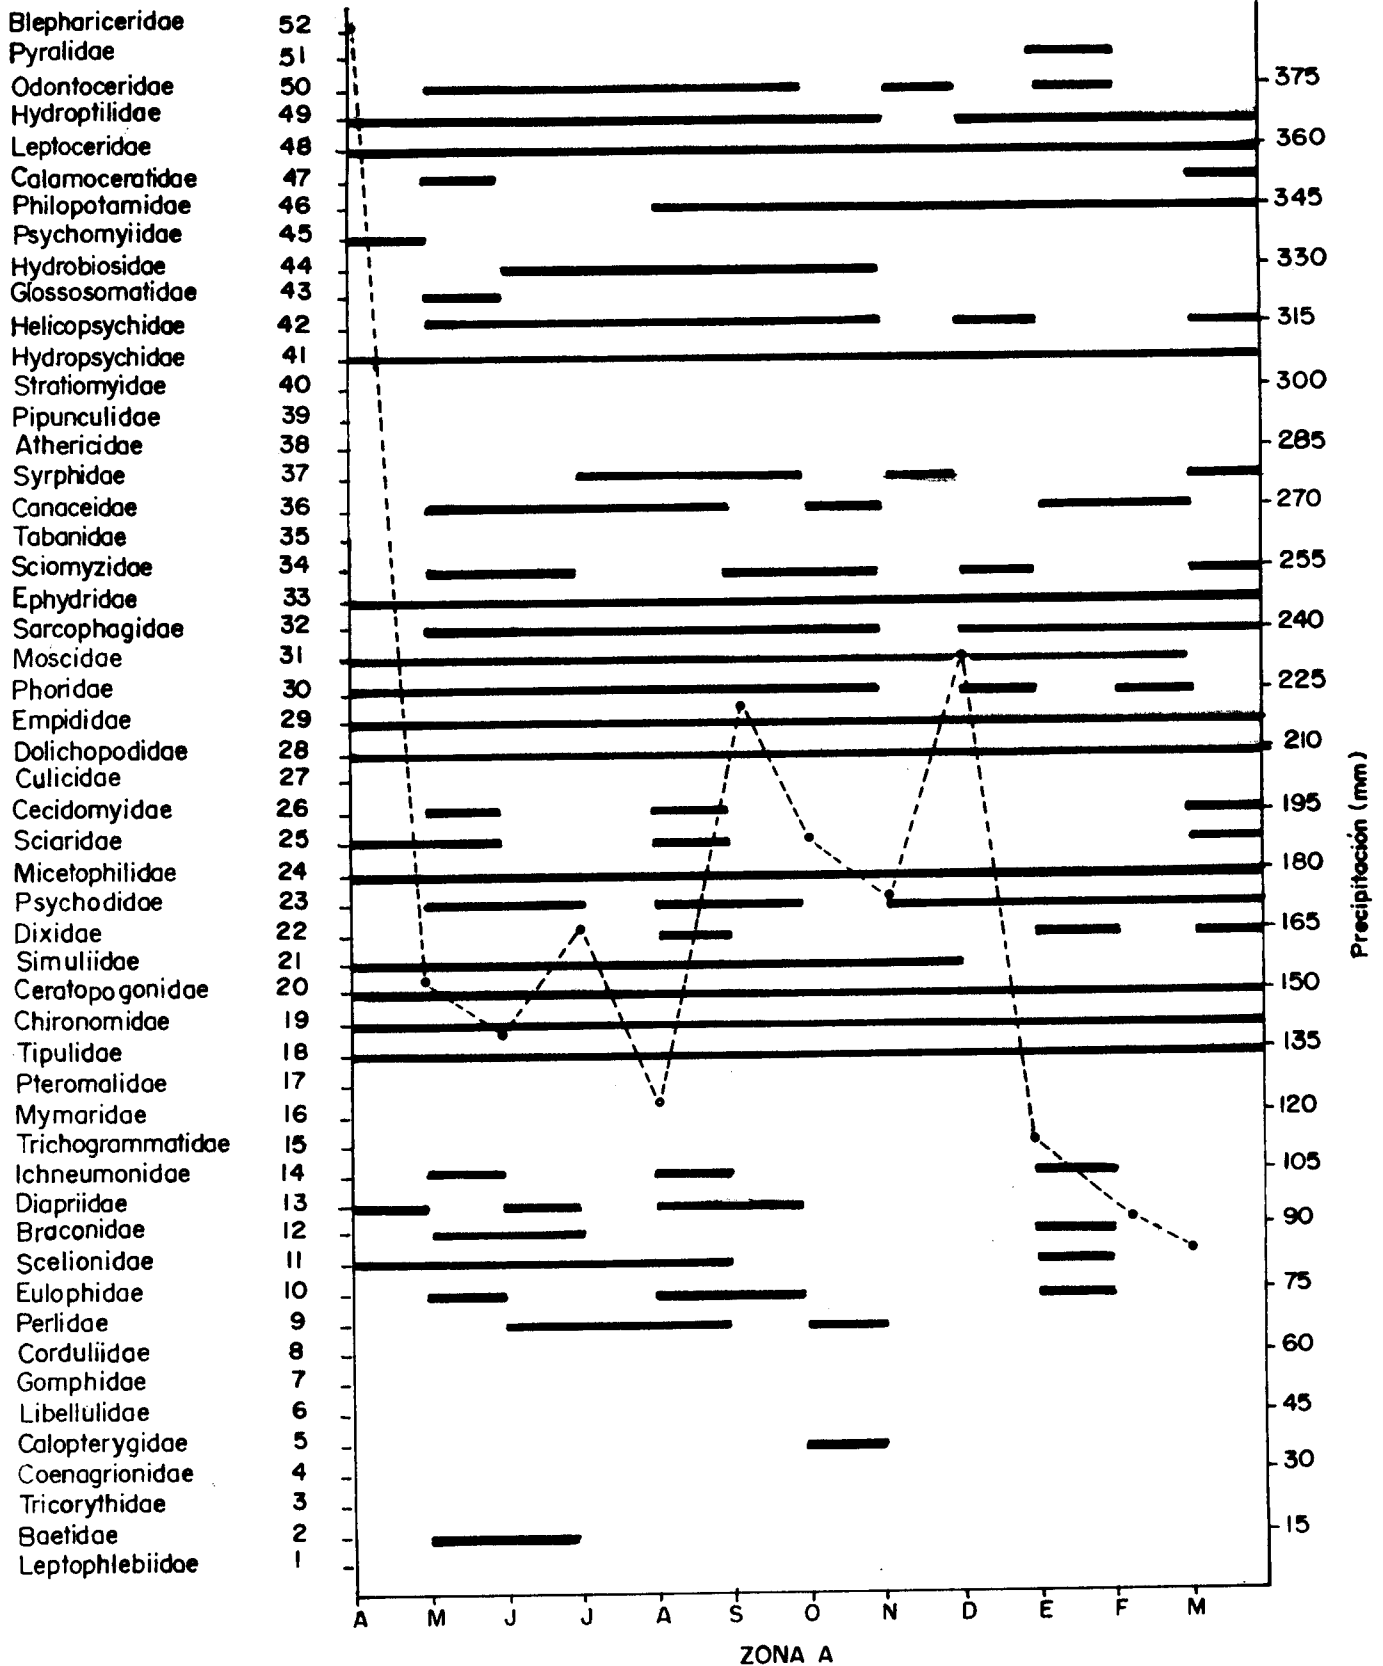 Blephariceridae 52
Pyralidae 51
Odontoceridae 50
Hydroptilidae 49
Leptoceridae 48
Calamoceratidae 47
Philopotamidae 46
Psychomyiidae 45
Hydrobiosidae 44
Glossosomatidae 43
Helicopsychidae 42
Hydropsychidae 41
Stratiomyidae 40
Pipunculidae 39
Athericidae 38
Syrphidae 37
Canaceidae 36
Tabanidae 35
Sciomyzidae 34
Ephydridae 33
Sarcophagidae 32
Moscidae 31
Phoridae 30
Empididae 29
Dolichopodidae 28
Culicidae 27
Cecidomyidae 26
Sciaridae 25
Micetophilidae 24
Psychodidae 23
Dixidae 22
Simuliidae 21
Ceratopogonidae 20
Chironomidae 19
Tipulidae 18
Pteromalidae 17
Mymaridae 16
Trichogrammatidae 15
Ichneumonidae 14
Diapriidae 13
Braconidae 12
Scelionidae 11
Eulophidae 10
Perlidae 9
Corduliidae 8
Gomphidae 7
Libellulidae 6
Calopterygidae 5
Coenagrionidae 4
Tricorythidae 3
Baetidae 2
Leptophlebiidae 1
375
360
345
330
315
300
285
270
255
240
225
210
195
180
165
150
135
120
105
90
75
60
45
30
15
Precipitación (mm)
A M J J A S O N D E F M
ZONA A